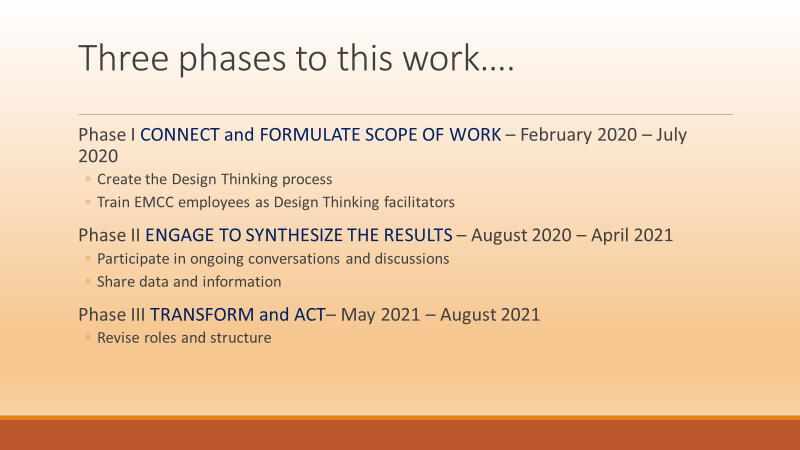 Three phases to this work....
Phase I CONNECT and FORMULATE SCOPE OF WORK – February 2020 – July
2020
◦ Create the Design Thinking process
◦ Train EMCC employees as Design Thinking facilitators
Phase II ENGAGE TO SYNTHESIZE THE RESULTS – August 2020 – April 2021
◦ Participate in ongoing conversations and discussions
◦ Share data and information
Phase III TRANSFORM and ACT– May 2021 – August 2021
◦ Revise roles and structure